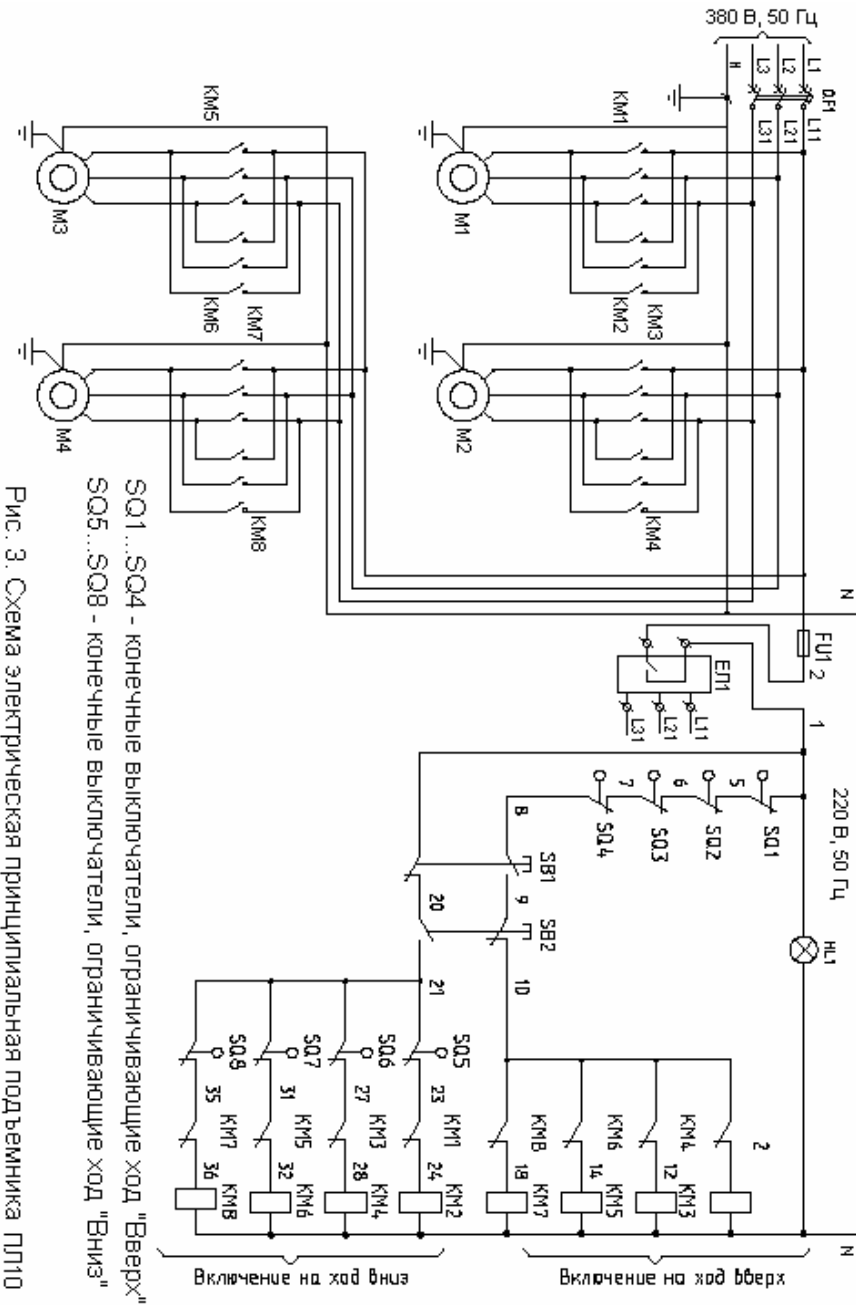 380 В, 50 Гц
L1
L2
L3
N
QF1
L11
L21
L31
KM1
KM3
KM2
M1
KM4
M2
KM5
KM7
KM6
M3
KM8
M4
N
FU1
2
1
ЕЛ1
L11
L21
L31
220 В, 50 Гц
HL1
SQ1
5
SQ2
6
SQ3
7
SQ4
8
SB1
9
20
SB2
10
21
2
KM4
12
KM3
KM6
14
KM5
KM8
18
KM7
SQ5
23
KM1
24
KM2
SQ6
27
KM3
28
KM4
SQ7
31
KM5
32
KM6
SQ8
35
KM7
36
KM8
N
Включение на ход вверх
Включение на ход вниз
SQ1...SQ4 - конечные выключатели, ограничивающие ход "Вверх"
SQ5...SQ8 - конечные выключатели, ограничивающие ход "Вниз"
Рис. 3. Схема электрическая принципиальная подъемника ПЛ10